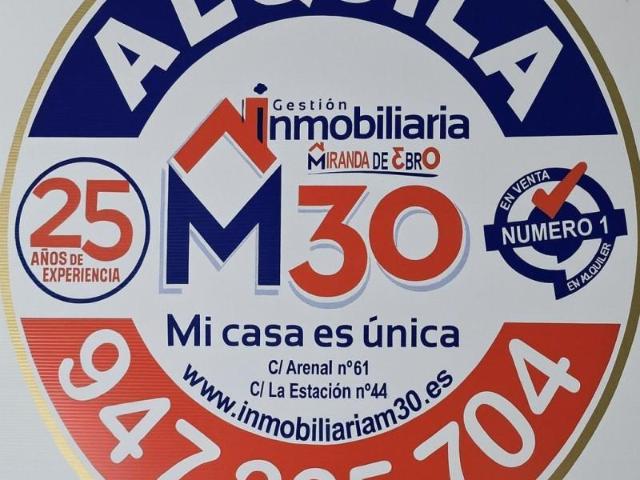 ALQUILA
Gestión
inmobiliaria
MIRANDA DE EbrO
M30
25
AÑOS DE
EXPERIENCIA
EN VENTA
NUMERO 1
EN ALQUILER
Mi casa es única
C/ Arenal nº61
C/ La Estación nº44
www.inmobiliariam30.es
947 704